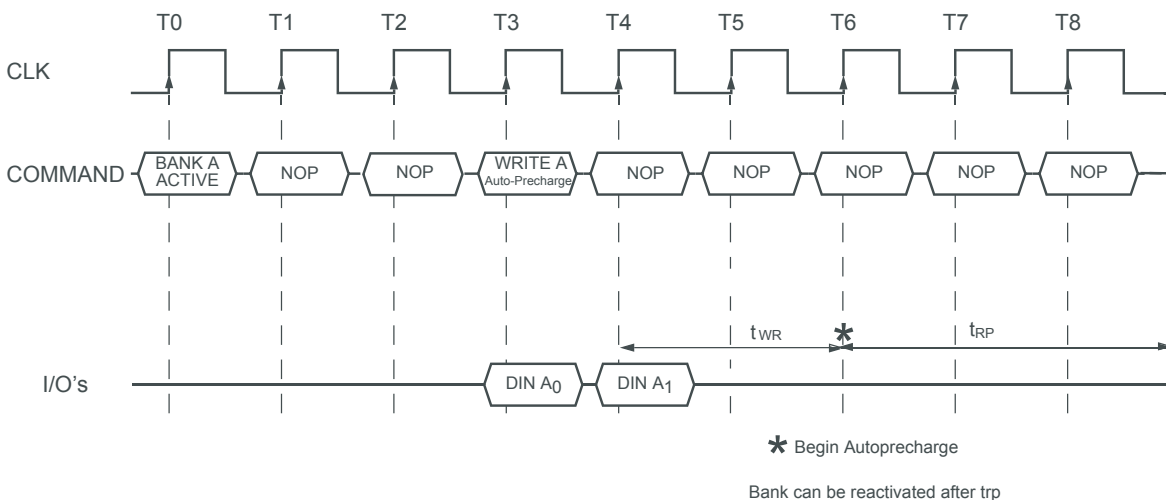 T0 T1 T2 T3 T4 T5 T6 T7 T8
CLK
COMMAND BANK A ACTIVE NOP NOP WRITE A Auto-Precharge NOP NOP NOP NOP NOP
tWR * tRP
I/O's DIN A0 DIN A1
* Begin Autoprecharge
Bank can be reactivated after trp